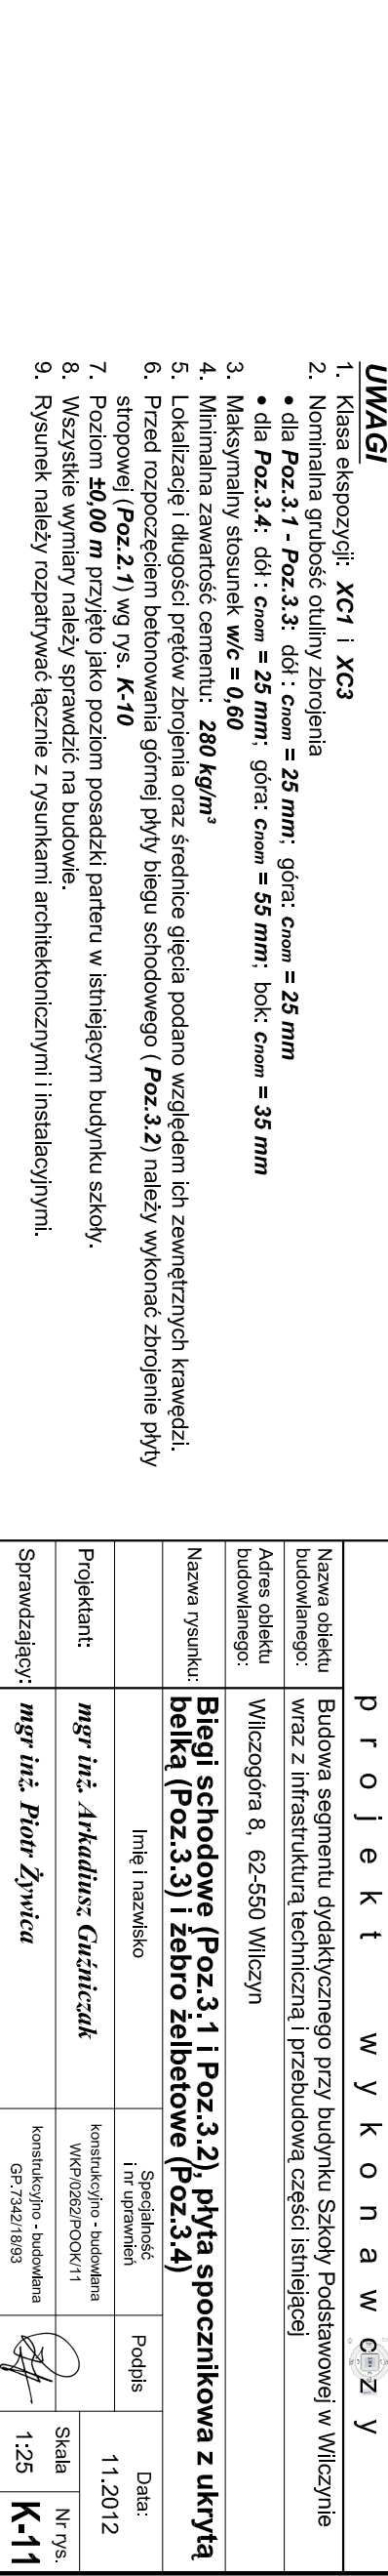 UWAGI
1. Klasa ekspozycji: XC1 i XC3
2. Nominalna grubość otuliny zbrojenia
• dla Poz.3.1 - Poz.3.3: dół : cnom = 25 mm; góra: cnom = 25 mm
• dla Poz.3.4: dół : cnom = 25 mm; góra: cnom = 55 mm; bok: cnom = 35 mm
3. Maksymalny stosunek w/c = 0,60
4. Minimalna zawartość cementu: 280 kg/m³
5. Lokalizację i długości prętów zbrojenia oraz średnice gięcia podano względem ich zewnętrznych krawędzi.
6. Przed rozpoczęciem betonowania górnej płyty biegu schodowego ( Poz.3.2) należy wykonać zbrojenie płyty
stropowej (Poz.2.1) wg rys. K-10
7. Poziom ±0,00 m przyjęto jako poziom posadzki parteru w istniejącym budynku szkoły.
8. Wszystkie wymiary należy sprawdzić na budowie.
9. Rysunek należy rozpatrywać łącznie z rysunkami architektonicznymi i instalacyjnymi.
projekt wykonawczy
Nazwa obiektu
budowlanego:
Budowa segmentu dydaktycznego przy budynku Szkoły Podstawowej w Wilczynie
wraz z infrastrukturą techniczną i przebudową części istniejącej
Adres obiektu
budowlanego:
Wilczogóra 8, 62-550 Wilczyn
Nazwa rysunku:
Biegi schodowe (Poz.3.1 i Poz.3.2), płyta spocznikowa z ukrytą
belką (Poz.3.3) i żebro żelbetowe (Poz.3.4)
Imię i nazwisko
Specjalność
i nr uprawnień
Podpis
Data:
11.2012
Projektant:
mgr inż. Arkadiusz Guźniczak
konstrukcyjno - budowlana
WKP/0262/POOK/11
Skala
Nr rys.
Sprawdzający:
mgr inż. Piotr Żywica
konstrukcyjno - budowlana
GP.7342/18/93
1:25
K-11